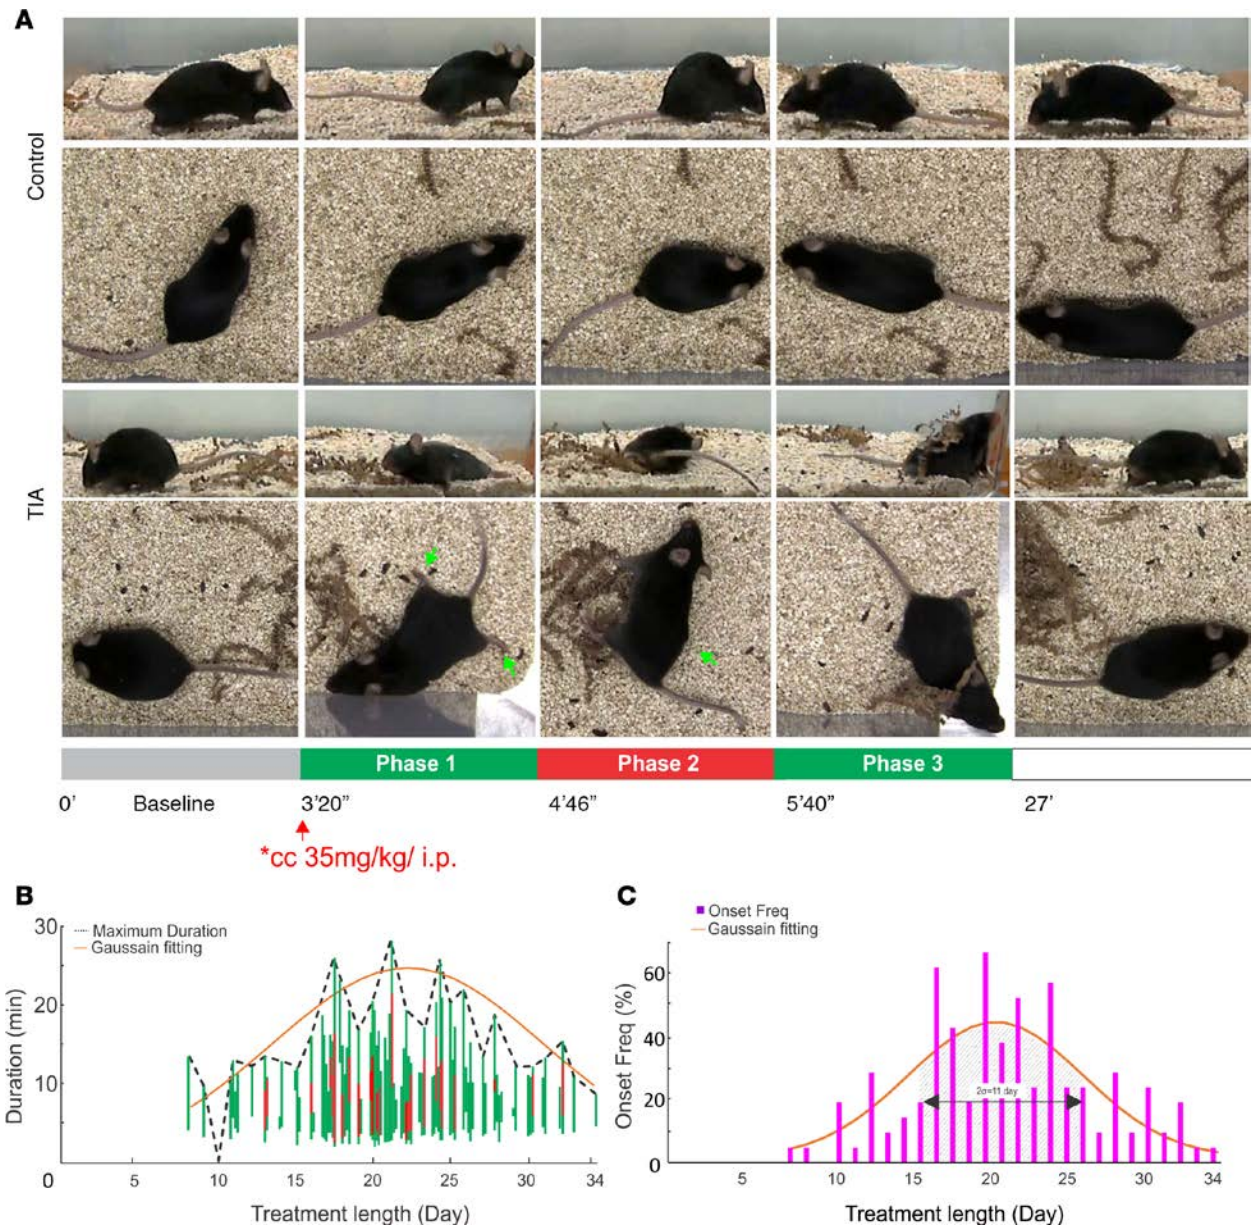 A
Control
TIA
Phase 1 Phase 2 Phase 3
0’ Baseline 3’20” 4’46” 5’40” 27’
*cc 35mg/kg/ i.p.
B
Maximum Duration
Gaussain fitting
Duration (min)
30
20
10
0
5 10 15 20 25 30 34
Treatment length (Day)
C
Onset Freq
Gaussain fitting
Onset Freq (%)
60
40
20
0
2σ=11 day
5 10 15 20 25 34
Treatment length (Day)